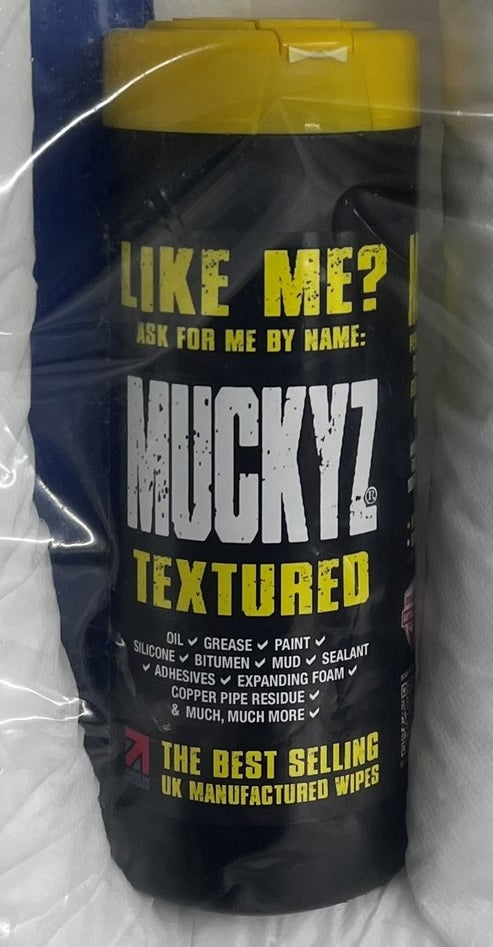 LIKE ME?
ASK FOR ME BY NAME:
MUCKYZ®
TEXTURED
OIL ✓ GREASE ✓ PAINT ✓
SILICONE ✓ BITUMEN ✓ MUD ✓ SEALANT
✓ ADHESIVES ✓ EXPANDING FOAM ✓
COPPER PIPE RESIDUE ✓
& MUCH, MUCH MORE ✓
THE BEST SELLING
UK MANUFACTURED WIPES